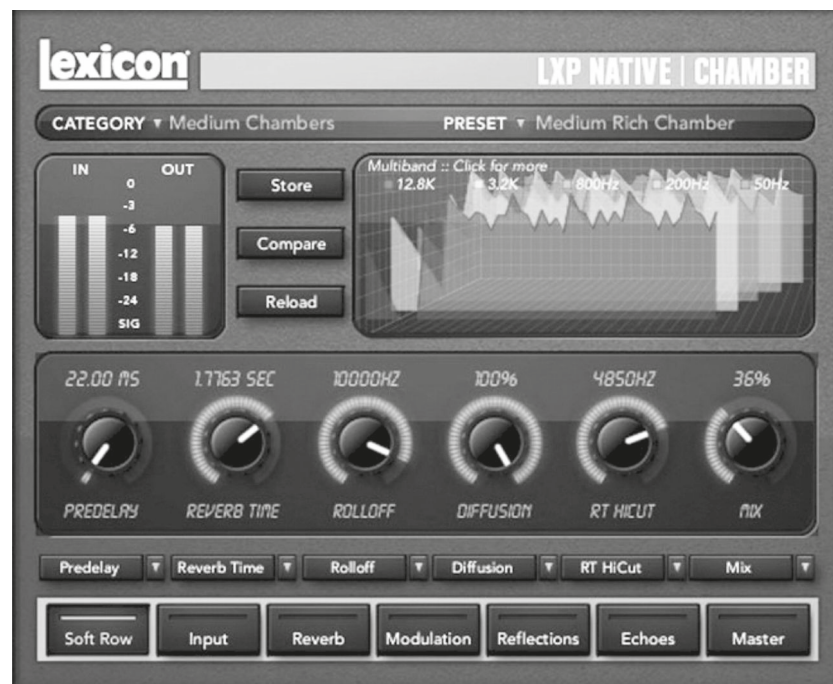 lexicon
LXP NATIVE | CHAMBER
CATEGORY ▼ Medium Chambers PRESET ▼ Medium Rich Chamber
IN OUT
0
-3
-6
-12
-18
-24
SIG
Store
Compare
Reload
Multiband :: Click for more
12.8K 3.2K 800Hz 200Hz 50Hz
22.00 MS 1.7763 SEC 10000HZ 100% 4850HZ 36%
PREDELAY REVERB TIME ROLLOFF DIFFUSION RT HICUT MIX
Predelay ▼ Reverb Time ▼ Rolloff ▼ Diffusion ▼ RT HiCut ▼ Mix ▼
Soft Row Input Reverb Modulation Reflections Echoes Master